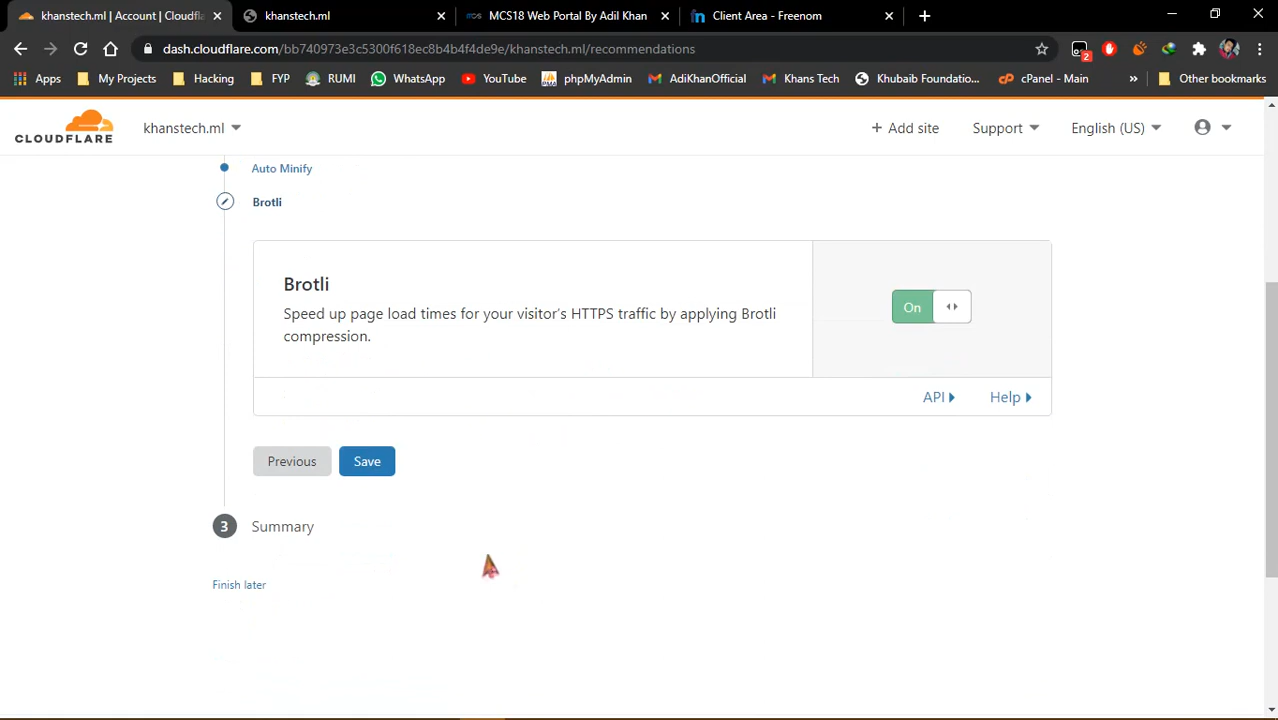 khanstech.ml | Account | Cloudfla
khanstech.ml
MCS18 Web Portal By Adil Khan
Client Area - Freenom
dash.cloudflare.com/bb740973e3c5300f618ec8b4b4f4de9e/khanstech.ml/recommendations
2
Apps
My Projects
Hacking
FYP
RUMI
WhatsApp
YouTube
phpMyAdmin
AdiKhanOfficial
Khans Tech
Khubaib Foundatio...
cPanel - Main
»
Other bookmarks
CLOUDFLARE
khanstech.ml
+ Add site
Support
English (US)
Auto Minify
Brotli
Brotli
Speed up page load times for your visitor's HTTPS traffic by applying Brotli
compression.
On
API
Help
Previous
Save
3
Summary
Finish later